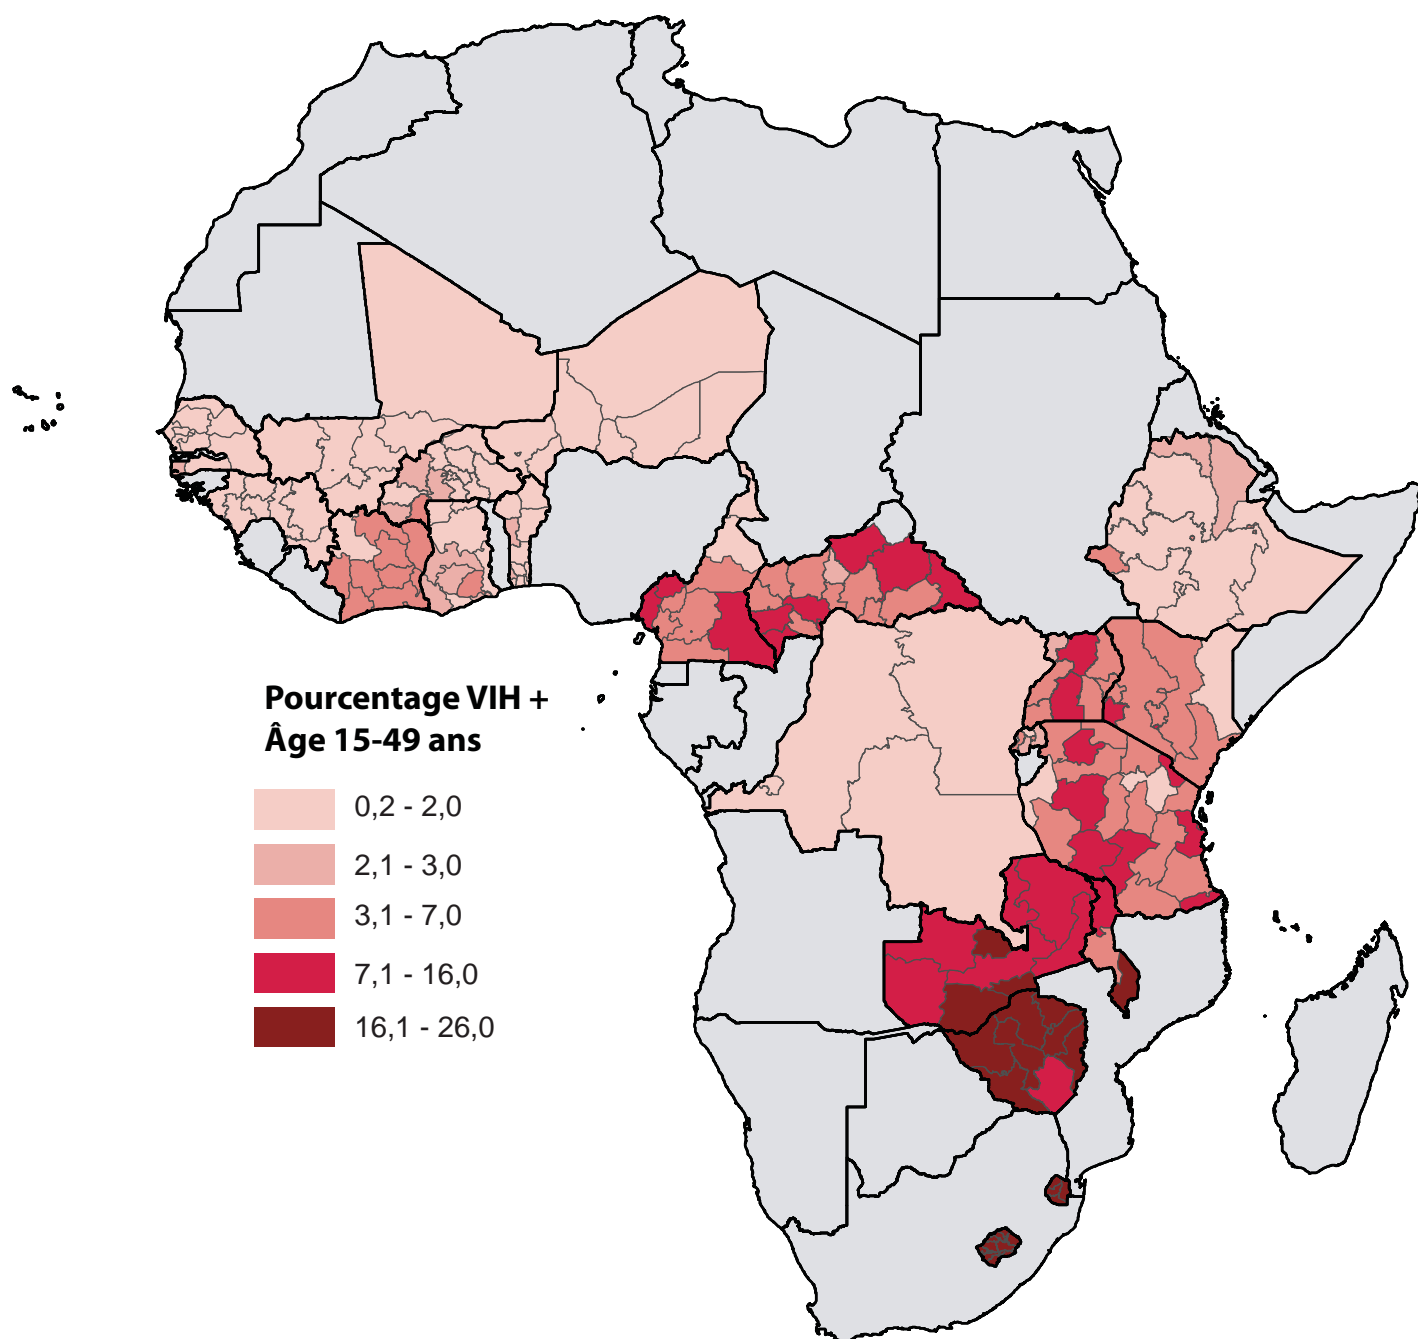 Pourcentage VIH +
Âge 15-49 ans
0,2 - 2,0
2,1 - 3,0
3,1 - 7,0
7,1 - 16,0
16,1 - 26,0